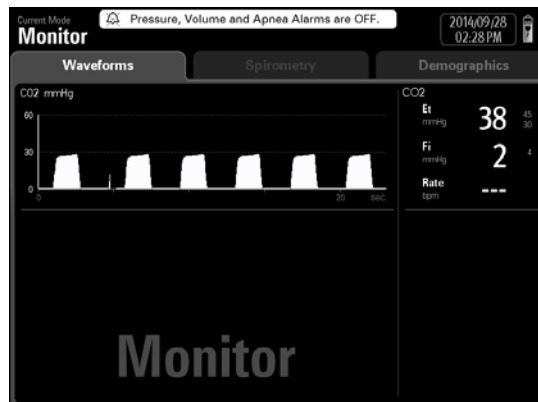 Current Mode
Monitor
Pressure, Volume and Apnea Alarms are OFF.
2014/09/28
02:28 PM
Waveforms
Spirometry
Demographics
CO2 mmHg
60
30
0
0
20
sec
CO2
Et
mmHg
38
45
30
Fi
mmHg
2
4
Rate
bpm
---
Monitor